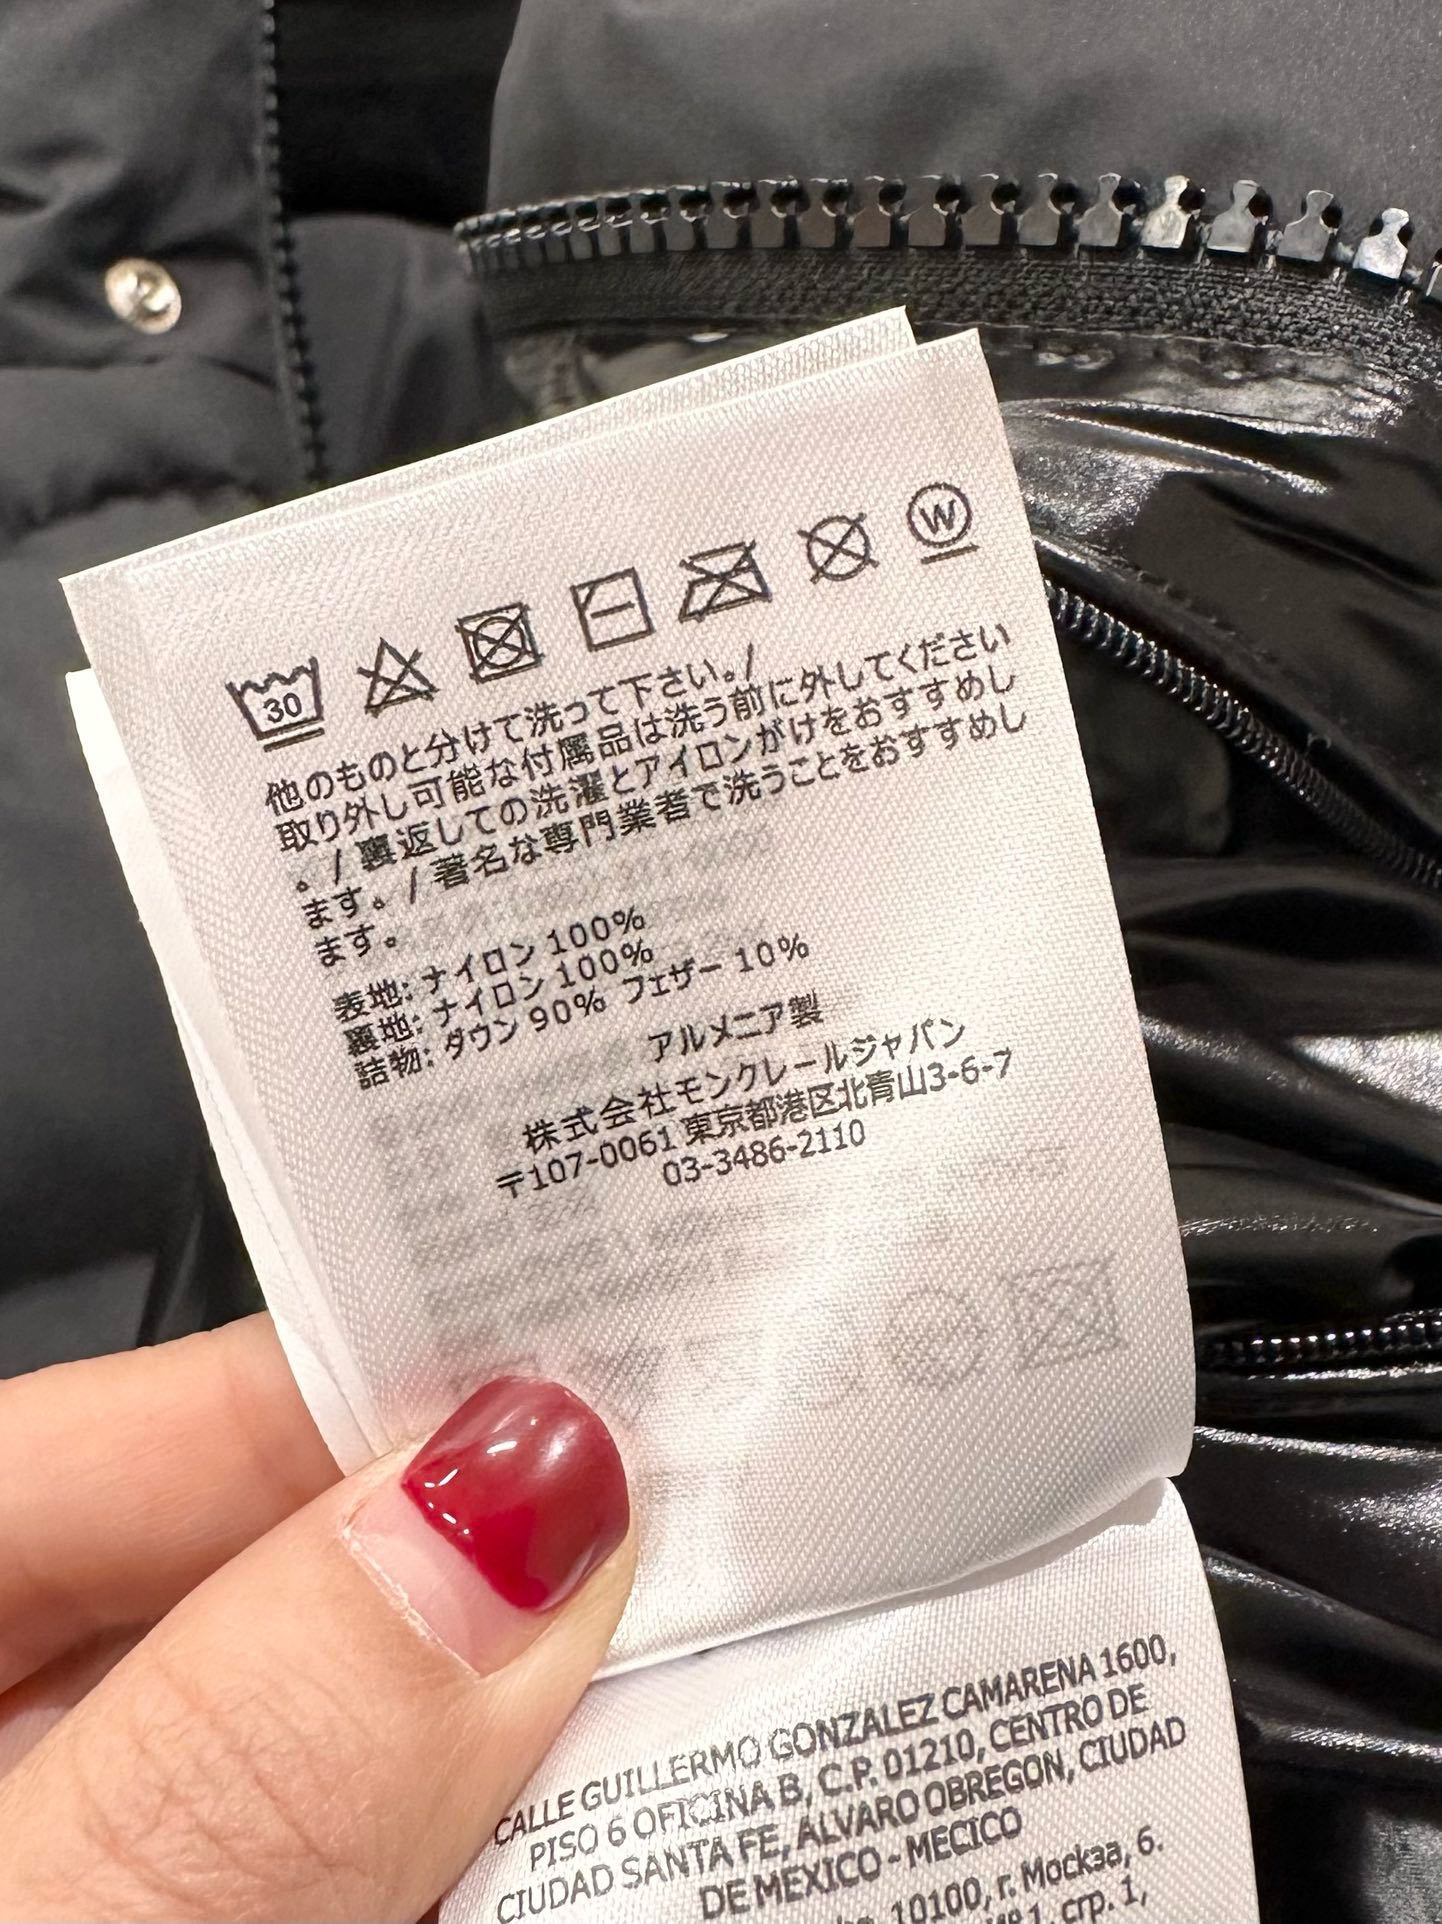 30
W
他のものと分けて洗って下さい。/
取り外し可能な付属品は洗う前に外してください
。/ 裏返しての洗濯とアイロンがけをおすすめし
ます。/ 著名な専門業者で洗うことをおすすめし
ます。
表地: ナイロン 100%
裏地: ナイロン 100%
詰物: ダウン 90% フェザー 10%
アルメニア製
株式会社モンクレールジャパン
〒107-0061 東京都港区北青山3-6-7
03-3486-2110
CALLE GUILLERMO GONZALEZ CAMARENA 1600,
PISO 6 OFICINA B, C.P. 01210, CENTRO DE
CIUDAD SANTA FE, ALVARO OBREGON, CIUDAD
DE MEXICO - MECICO
10100, г. Москэа, 6.
1, стр. 1,